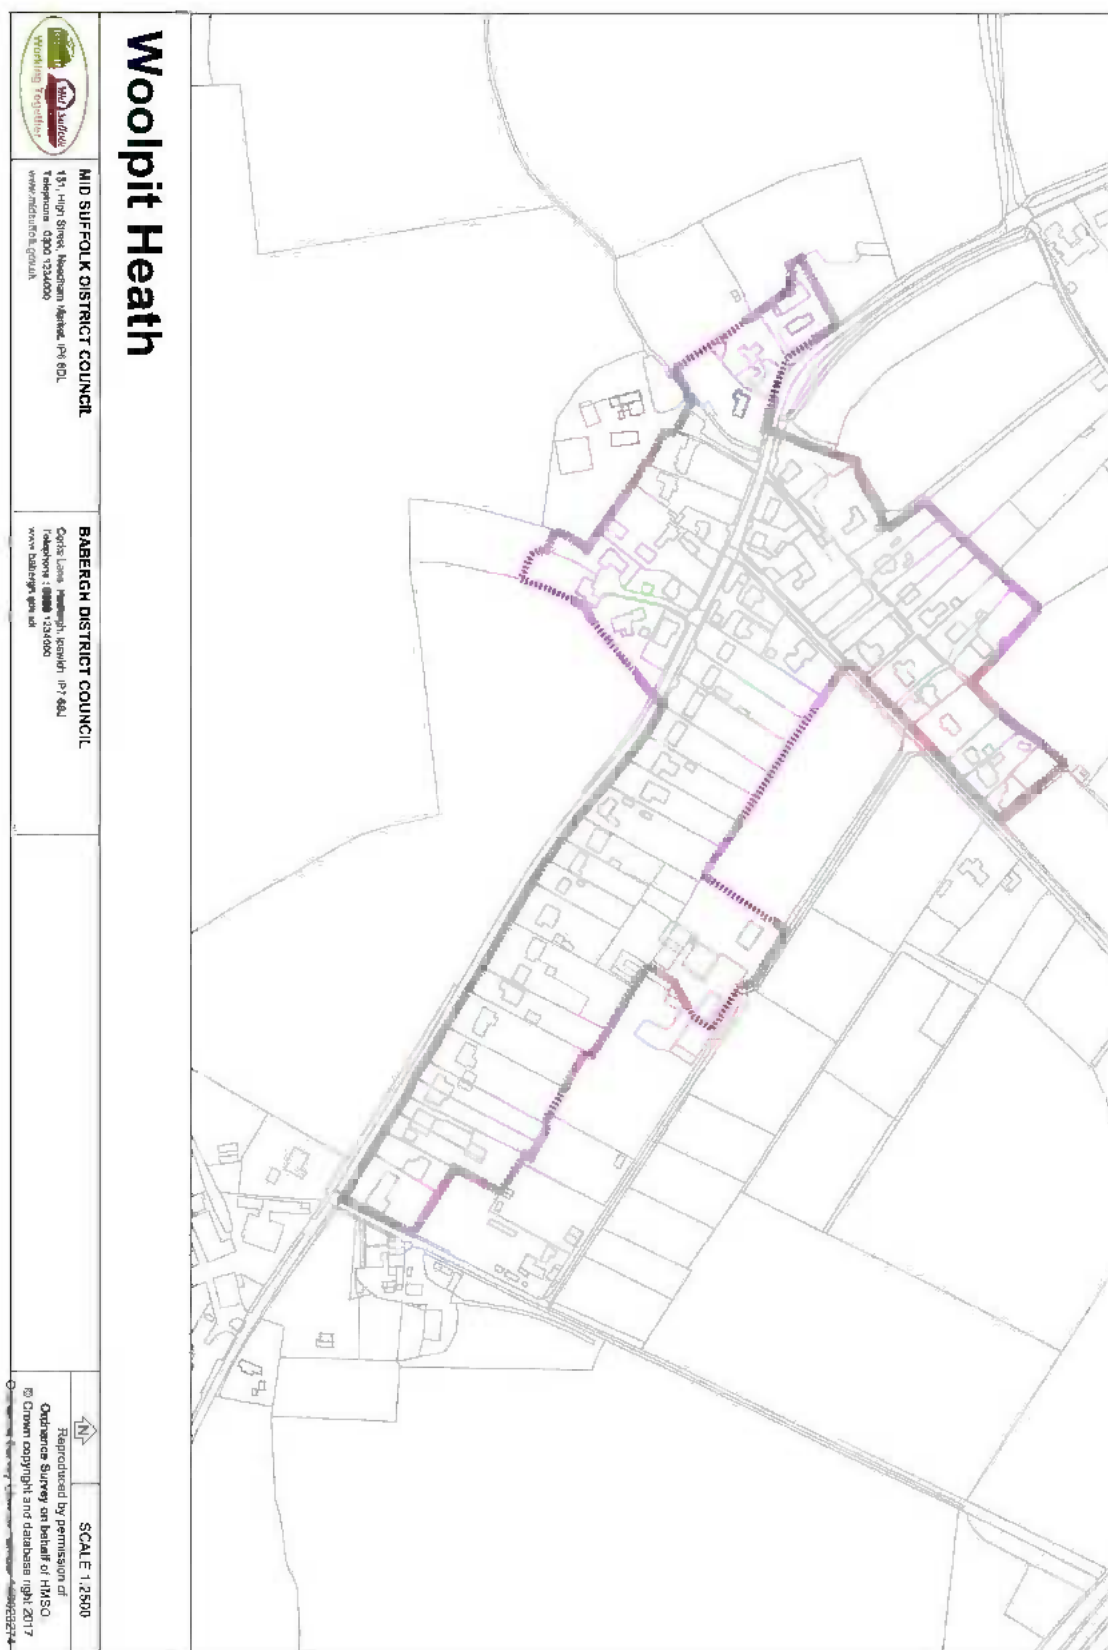 Woolpit Heath
Mid Suffolk
Working Together
MID SUFFOLK DISTRICT COUNCIL
131, High Street, Needham Market, IP6 8DL
Telephone : 0300 1234000
www.midsuffolk.gov.uk
BABERGH DISTRICT COUNCIL
Corks Lane, Hadleigh, Ipswich IP7 6SJ
Telephone : 1234000
www.babergh.gov.uk
N
SCALE 1:2500
Reproduced by permission of
Ordnance Survey on behalf of HMSO
© Crown copyright and database right 2017